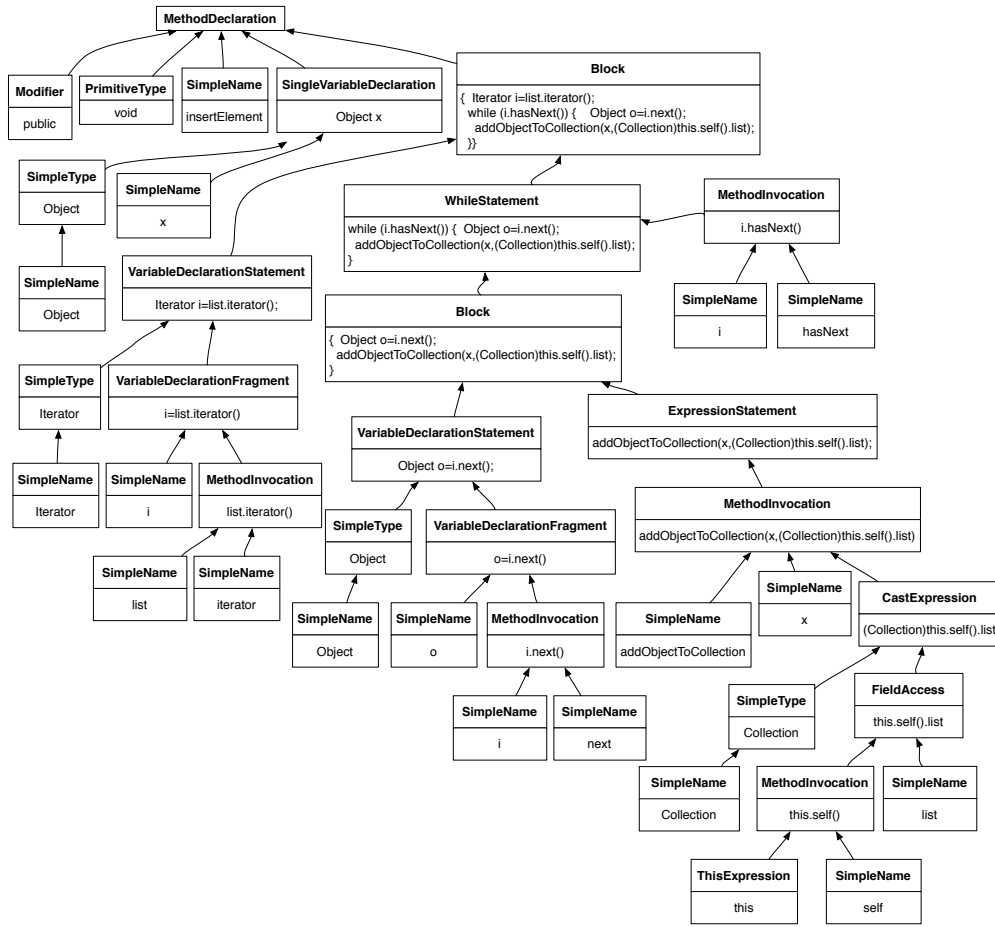 MethodDeclaration
Modifier
public
PrimitiveType
void
SimpleName
insertElement
SingleVariableDeclaration
Object x
Block
{ Iterator i=list.iterator();
while (i.hasNext()) { Object o=i.next();
addObjectToCollection(x,(Collection)this.self().list);
}}
SimpleType
Object
SimpleName
x
SimpleName
Object
VariableDeclarationStatement
Iterator i=list.iterator();
WhileStatement
while (i.hasNext()) { Object o=i.next();
addObjectToCollection(x,(Collection)this.self().list);
}
MethodInvocation
i.hasNext()
SimpleName
i
SimpleName
hasNext
Block
{ Object o=i.next();
addObjectToCollection(x,(Collection)this.self().list);
}
SimpleType
Iterator
VariableDeclarationFragment
i=list.iterator()
SimpleName
Iterator
SimpleName
i
MethodInvocation
list.iterator()
SimpleName
list
SimpleName
iterator
VariableDeclarationStatement
Object o=i.next();
ExpressionStatement
addObjectToCollection(x,(Collection)this.self().list);
SimpleType
Object
VariableDeclarationFragment
o=i.next()
MethodInvocation
addObjectToCollection(x,(Collection)this.self().list)
SimpleName
Object
SimpleName
o
MethodInvocation
i.next()
SimpleName
i
SimpleName
next
SimpleName
addObjectToCollection
SimpleName
x
CastExpression
(Collection)this.self().list
SimpleType
Collection
FieldAccess
this.self().list
SimpleName
Collection
MethodInvocation
this.self()
SimpleName
list
ThisExpression
this
SimpleName
self